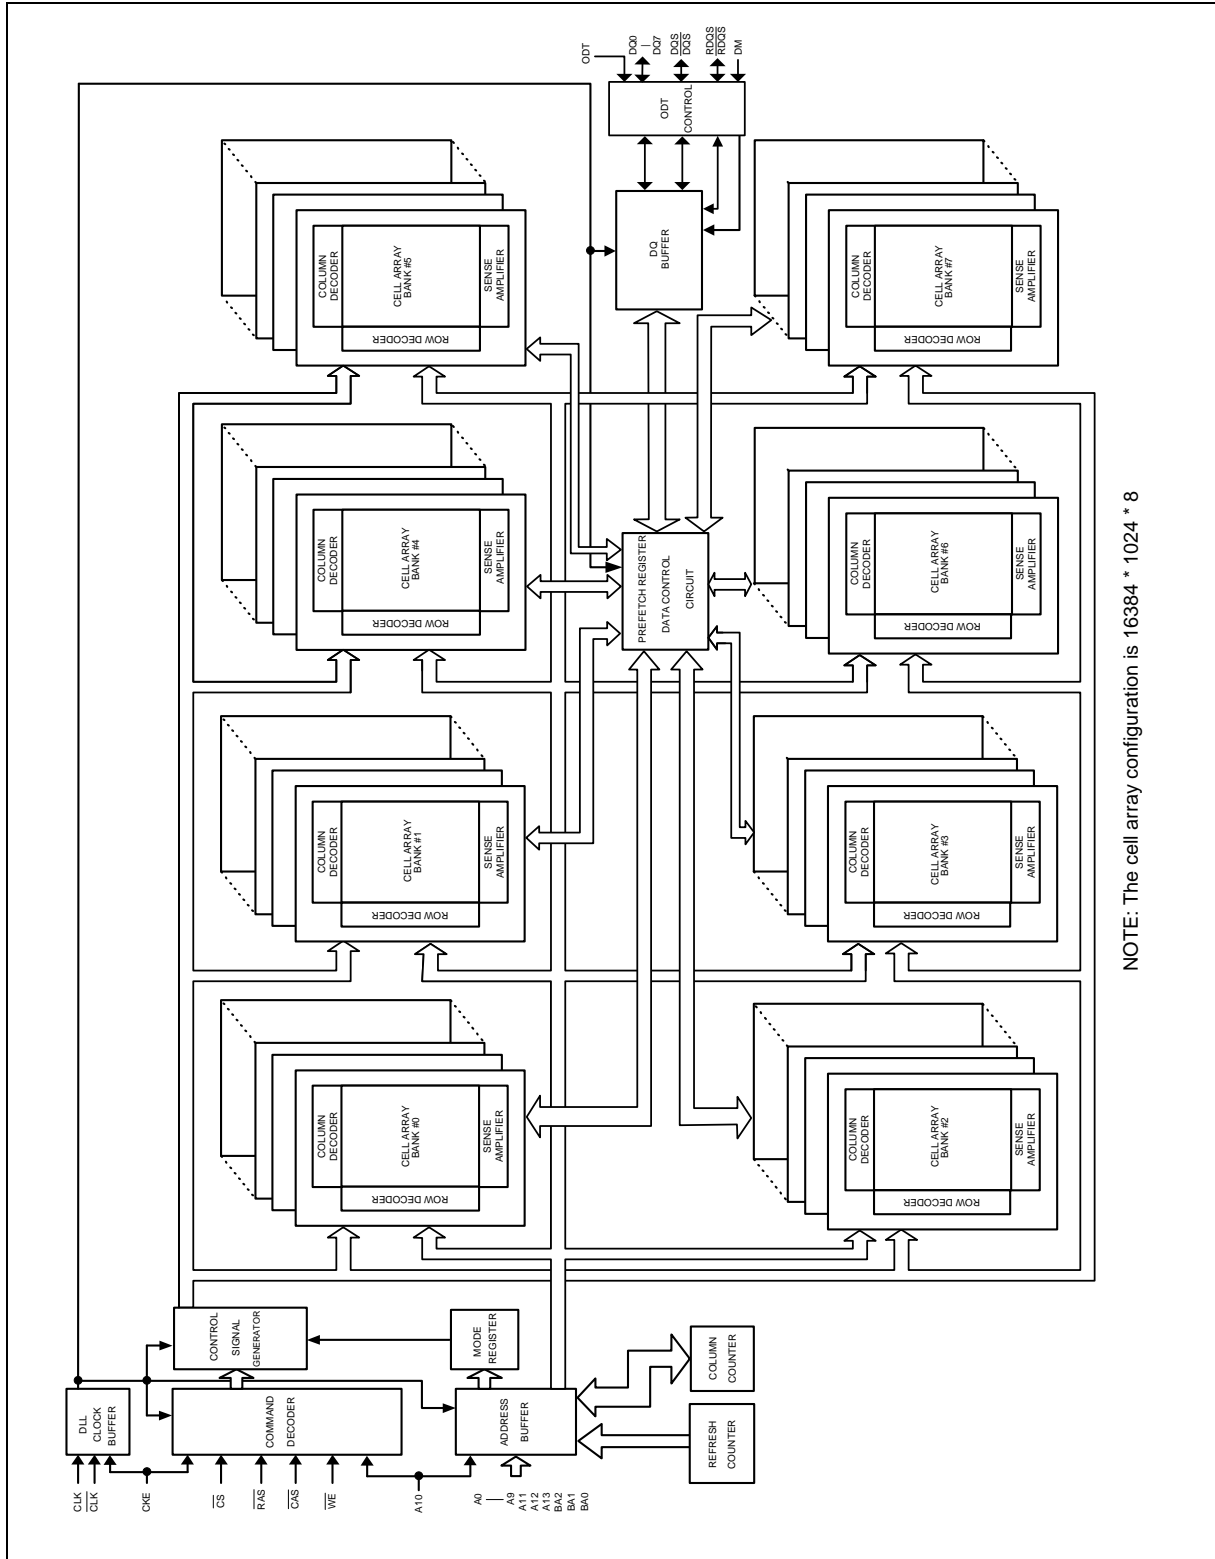 CLK
CLK
CKE
CS
RAS
CAS
WE
A10
A0
A9
A11
A12
A13
BA2
BA1
BA0
DLL
CLOCK
BUFFER
COMMAND
DECODER
ADDRESS
BUFFER
REFRESH
COUNTER
COLUMN
COUNTER
CONTROL
SIGNAL
GENERATOR
MODE
REGISTER
COLUMN
DECODER
CELL ARRAY
BANK #0
SENSE
AMPLIFIER
ROW DECODER
COLUMN
DECODER
CELL ARRAY
BANK #1
SENSE
AMPLIFIER
ROW DECODER
COLUMN
DECODER
CELL ARRAY
BANK #4
SENSE
AMPLIFIER
ROW DECODER
COLUMN
DECODER
CELL ARRAY
BANK #5
SENSE
AMPLIFIER
ROW DECODER
COLUMN
DECODER
CELL ARRAY
BANK #2
SENSE
AMPLIFIER
ROW DECODER
COLUMN
DECODER
CELL ARRAY
BANK #3
SENSE
AMPLIFIER
ROW DECODER
COLUMN
DECODER
CELL ARRAY
BANK #6
SENSE
AMPLIFIER
ROW DECODER
COLUMN
DECODER
CELL ARRAY
BANK #7
SENSE
AMPLIFIER
ROW DECODER
PREFETCH REGISTER
DATA CONTROL
CIRCUIT
DQ
BUFFER
ODT
CONTROL
ODT
DQ0
DQ7
DQS
DQS
RDQS
RDQS
DM
NOTE: The cell array configuration is 16384 * 1024 * 8